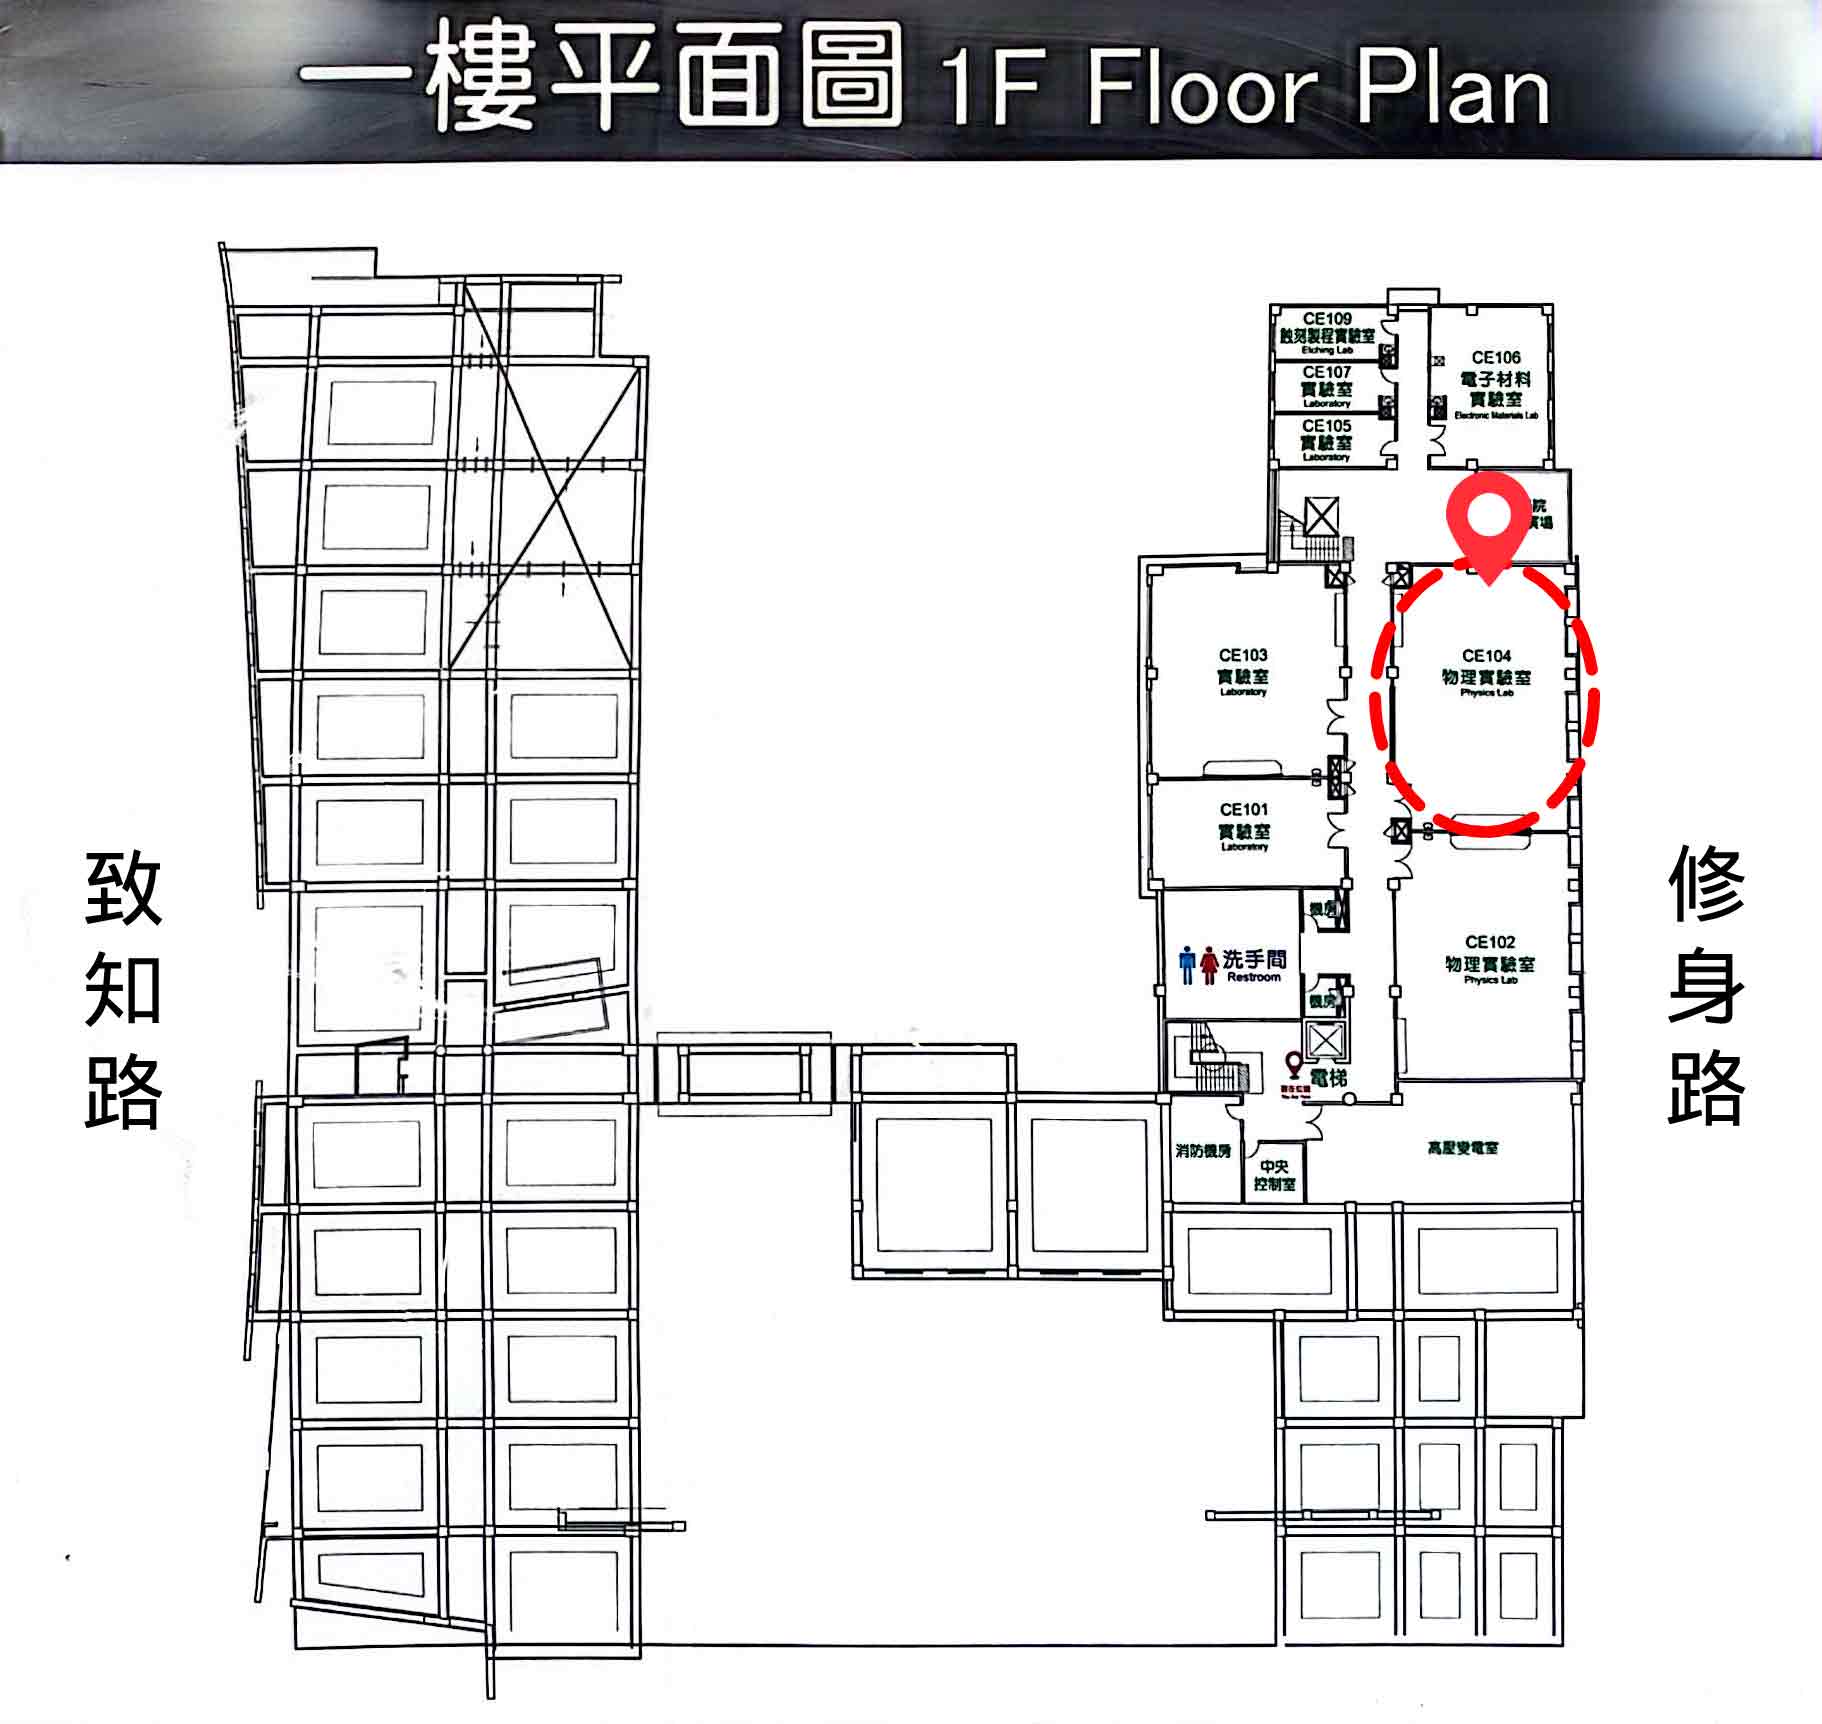 一樓平面圖 1F Floor Plan
CE109
蝕刻製程實驗室
Etching Lab
CE107
實驗室
Laboratory
CE105
實驗室
Laboratory
CE106
電子材料
實驗室
Electronic Materials Lab
院
CE103
實驗室
Laboratory
CE104
物理實驗室
Physics Lab
CE101
實驗室
Laboratory
機房
洗手間
Restroom
機房
CE102
物理實驗室
Physics Lab
電梯
消防機房
中央
控制室
高壓變電室
致知路
修身路